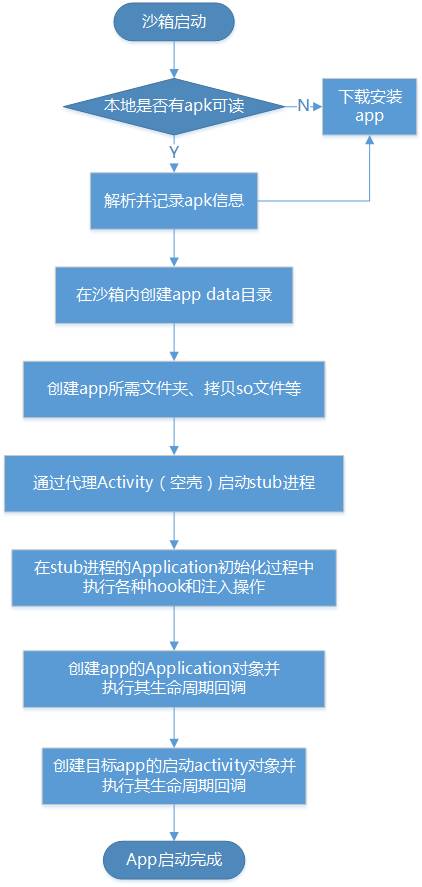 沙箱启动
本地是否有apk可读
N
下载安装
app
Y
解析并记录apk信息
在沙箱内创建app data目录
创建app所需文件夹、拷贝so文件等
通过代理Activity（空壳）启动stub进程
在stub进程的Application初始化过程中
执行各种hook和注入操作
创建app的Application对象并
执行其生命周期回调
创建目标app的启动activity对象并
执行其生命周期回调
App启动完成